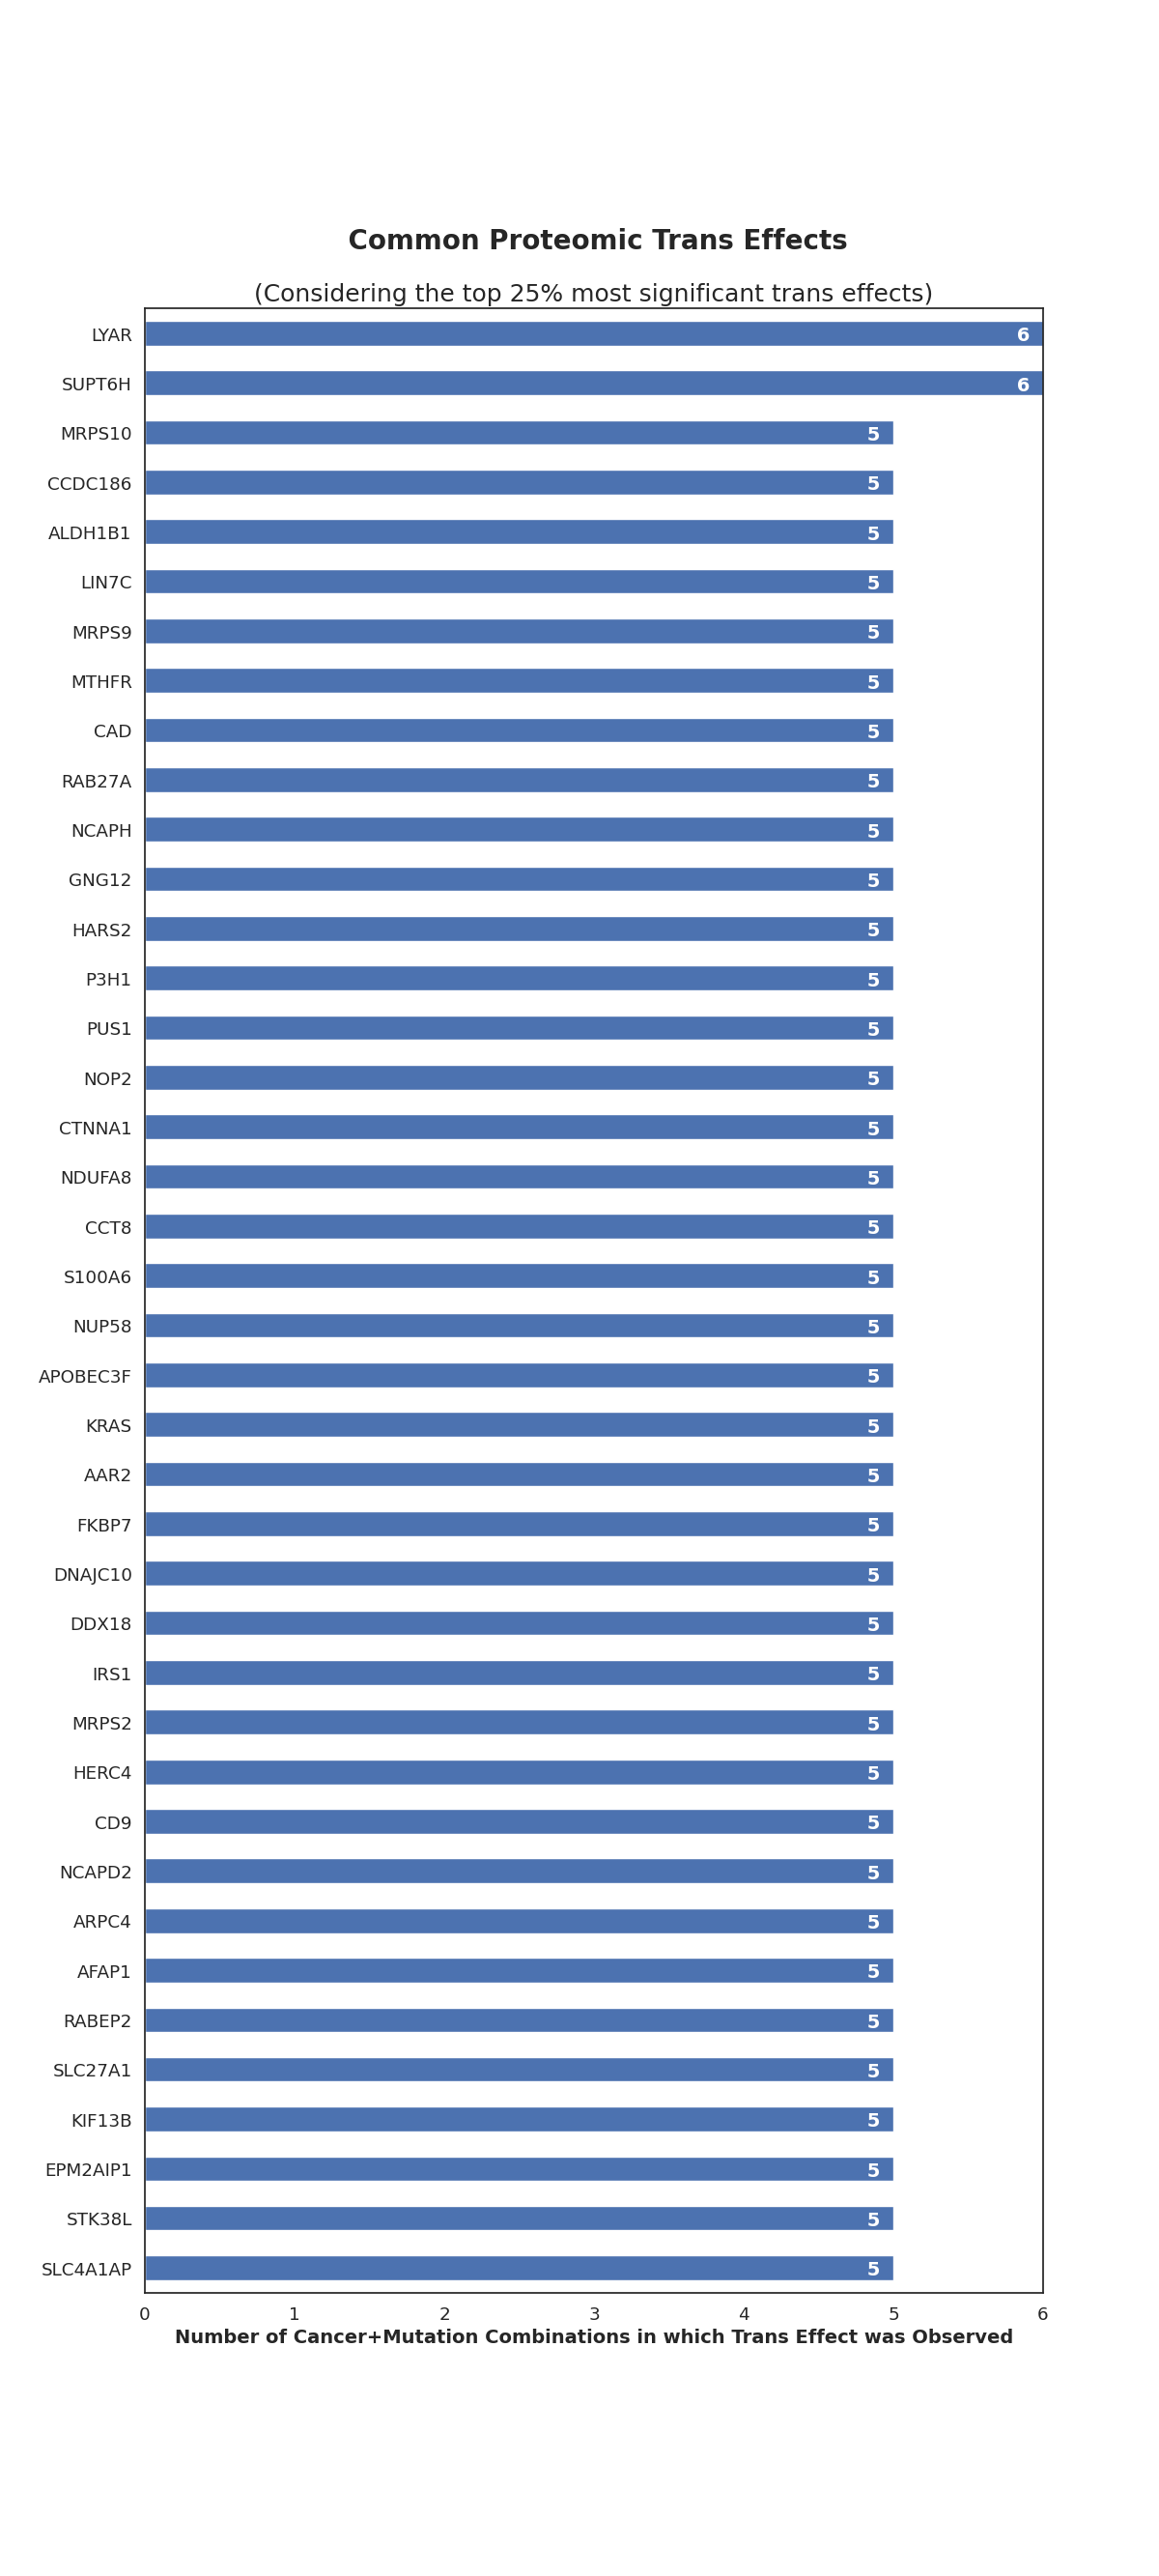 Common Proteomic Trans Effects
(Considering the top 25% most significant trans effects)
LYAR 6
SUPT6H 6
MRPS10 5
CCDC186 5
ALDH1B1 5
LIN7C 5
MRPS9 5
MTHFR 5
CAD 5
RAB27A 5
NCAPH 5
GNG12 5
HARS2 5
P3H1 5
PUS1 5
NOP2 5
CTNNA1 5
NDUFA8 5
CCT8 5
S100A6 5
NUP58 5
APOBEC3F 5
KRAS 5
AAR2 5
FKBP7 5
DNAJC10 5
DDX18 5
IRS1 5
MRPS2 5
HERC4 5
CD9 5
NCAPD2 5
ARPC4 5
AFAP1 5
RABEP2 5
SLC27A1 5
KIF13B 5
EPM2AIP1 5
STK38L 5
SLC4A1AP 5
0 1 2 3 4 5 6
Number of Cancer+Mutation Combinations in which Trans Effect was Observed